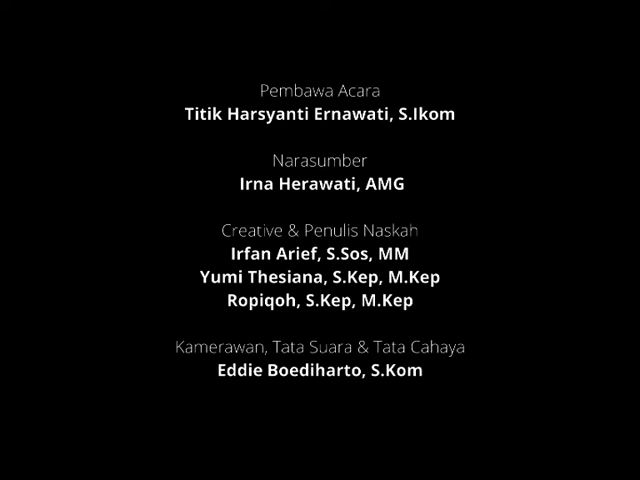 Pembawa Acara
Titik Harsyanti Ernawati, S.Ikom
Narasumber
Irna Herawati, AMG
Creative & Penulis Naskah
Irfan Arief, S.Sos, MM
Yumi Thesiana, S.Kep, M.Kep
Ropiqoh, S.Kep, M.Kep
Kamerawan, Tata Suara & Tata Cahaya
Eddie Boediharto, S.Kom